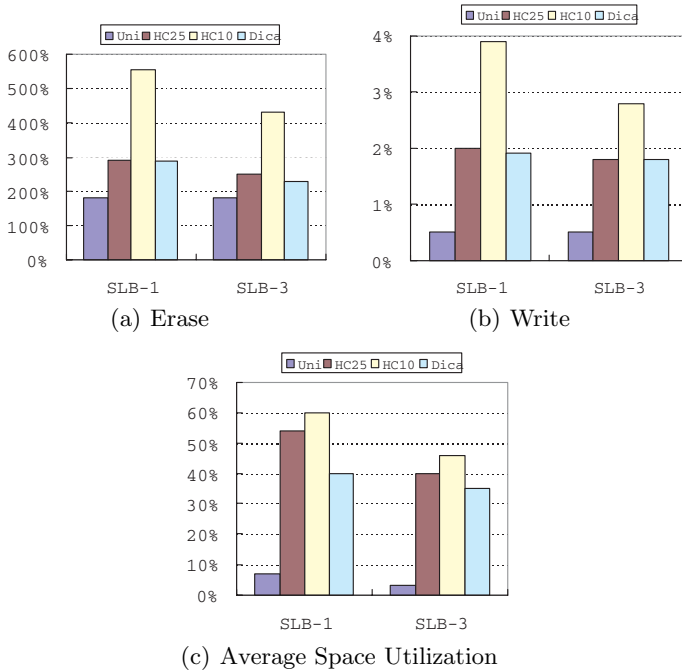 Uni HC25 HC10 Dica
600%
500%
400%
300%
200%
100%
0%
SLB-1 SLB-3
(a) Erase
Uni HC25 HC10 Dica
4%
3%
2%
1%
0%
SLB-1 SLB-3
(b) Write
Uni HC25 HC10 Dica
70%
60%
50%
40%
30%
20%
10%
0%
SLB-1 SLB-3
(c) Average Space Utilization